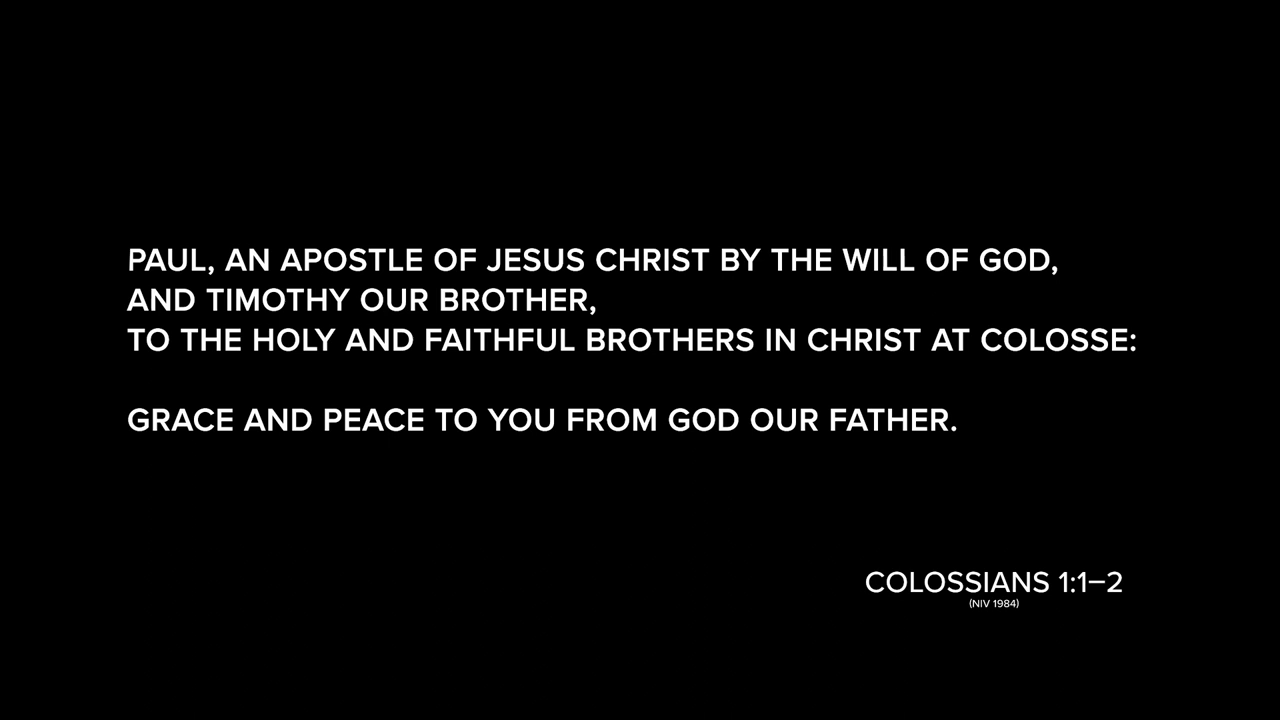 PAUL, AN APOSTLE OF JESUS CHRIST BY THE WILL OF GOD,
AND TIMOTHY OUR BROTHER,
TO THE HOLY AND FAITHFUL BROTHERS IN CHRIST AT COLOSSE:
GRACE AND PEACE TO YOU FROM GOD OUR FATHER.
COLOSSIANS 1:1–2
(NIV 1984)